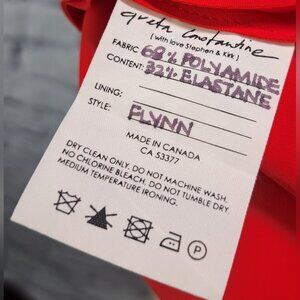 greta constantine
(with love Stephen & Kirk)
FABRIC 68% POLYAMIDE
CONTENT: 32% ELASTANE
LINING:
STYLE: FLYNN
MADE IN CANADA
CA 53377
DRY CLEAN ONLY. DO NOT MACHINE WASH.
NO CHLORINE BLEACH. DO NOT TUMBLE DRY
MEDIUM TEMPERATURE IRONING.
P